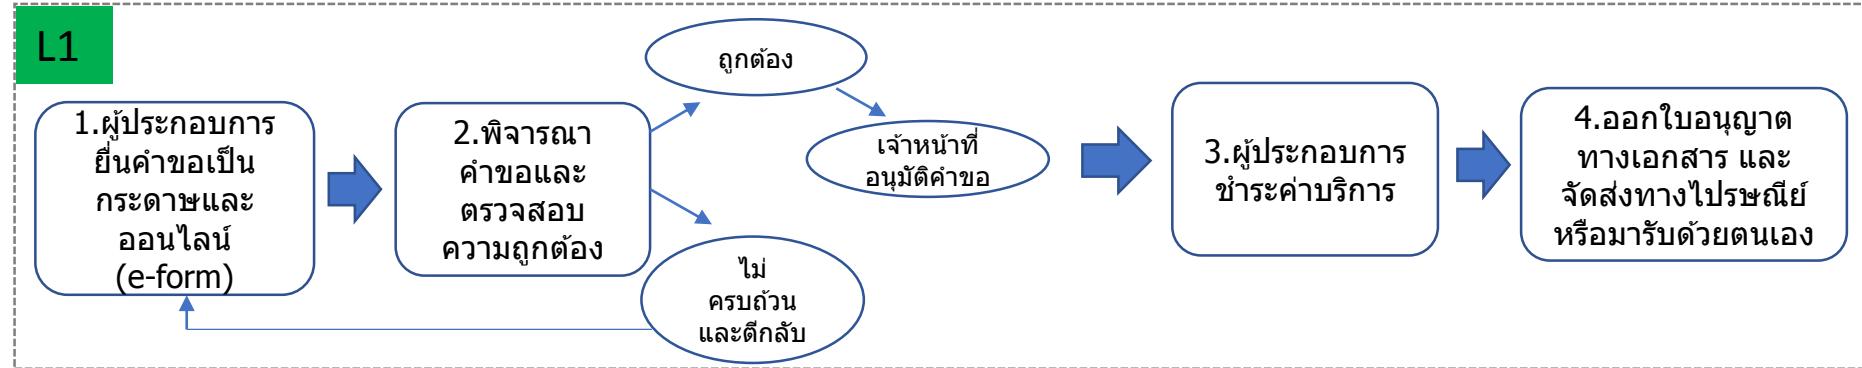 L1
1.ผู้ประกอบการ
ยื่นคำขอเป็น
กระดาษและ
ออนไลน์
(e-form)
2.พิจารณา
คำขอและ
ตรวจสอบ
ความถูกต้อง
ถูกต้อง
เจ้าหน้าที่
อนุมัติคำขอ
ไม่
ครบถ้วน
และตีกลับ
3.ผู้ประกอบการ
ชำระค่าบริการ
4.ออกใบอนุญาต
ทางเอกสาร และ
จัดส่งทางไปรษณีย์
หรือมารับด้วยตนเอง